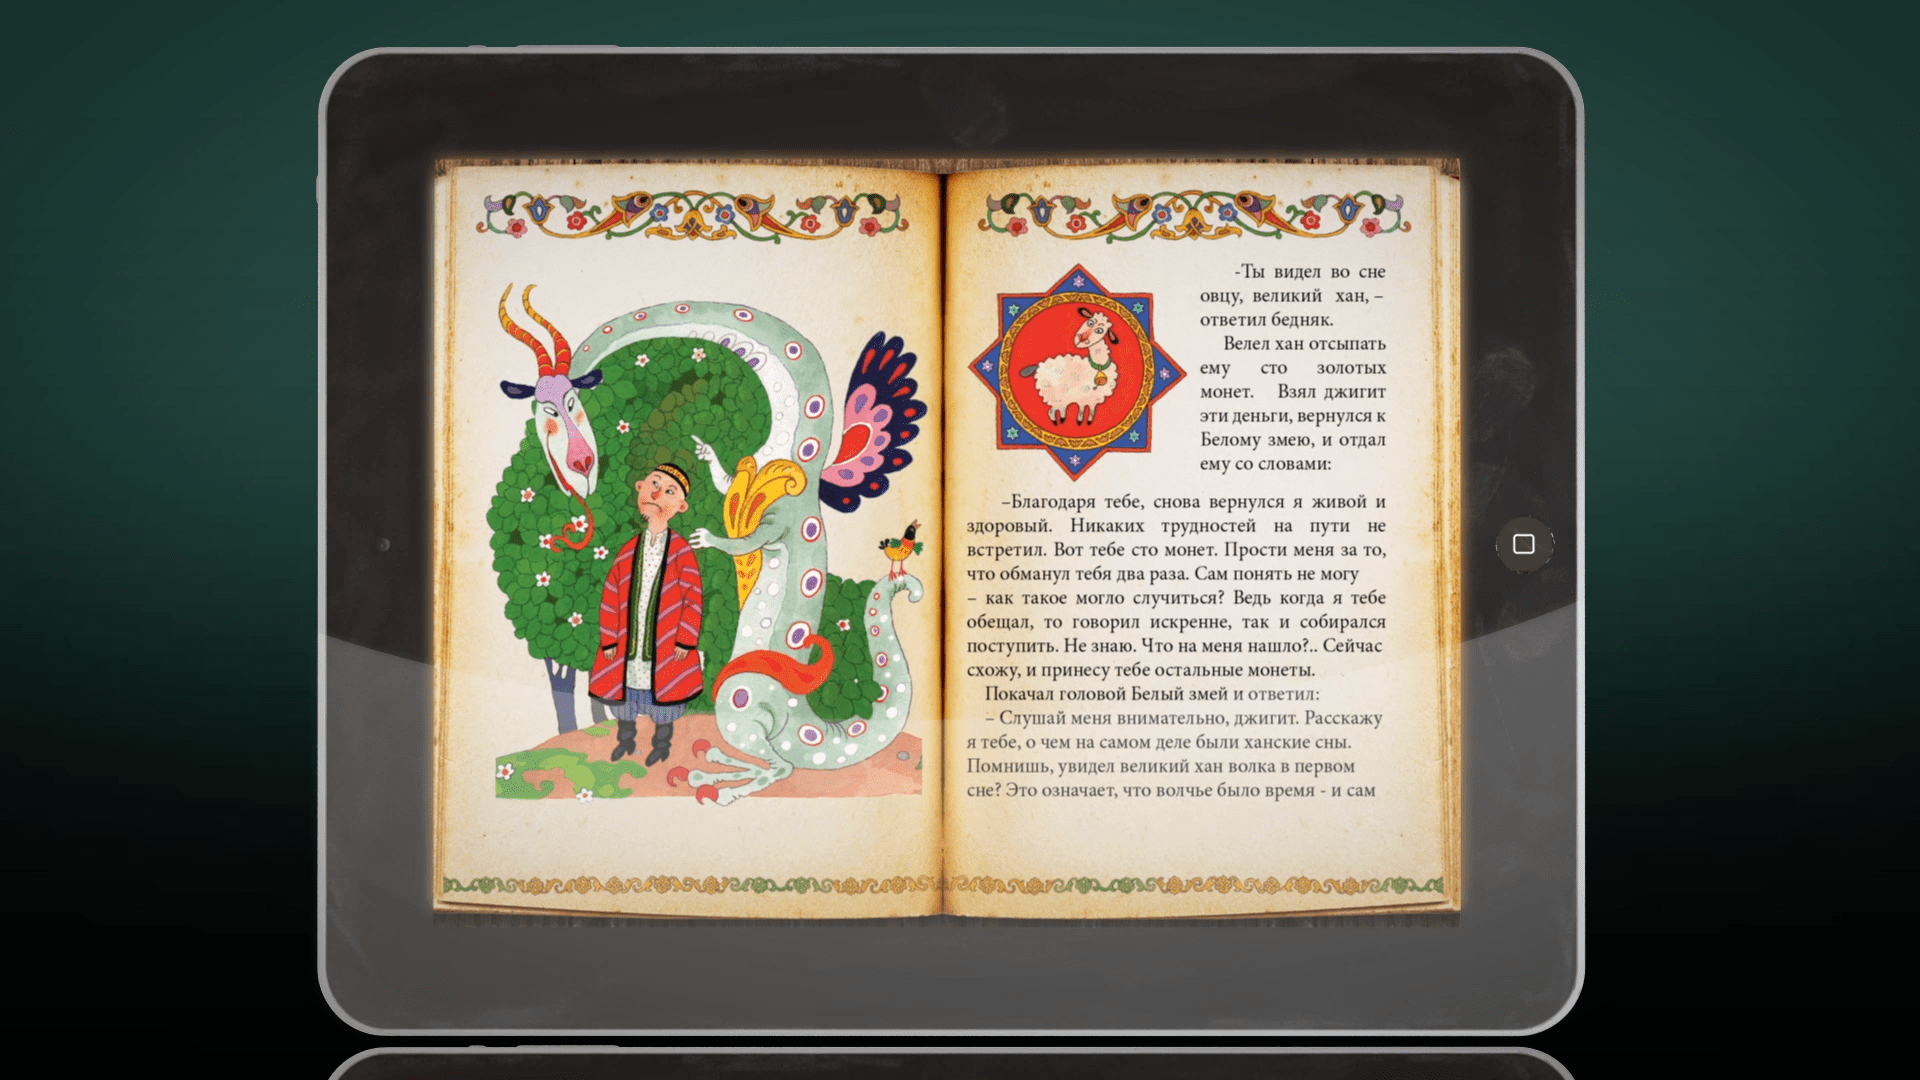 -Ты видел во сне
овцу, великий хан, –
ответил бедняк.
Велел хан отсыпать
ему сто золотых
монет. Взял джигит
эти деньги, вернулся к
Белому змею, и отдал
ему со словами:
–Благодаря тебе, снова вернулся я живой и
здоровый. Никаких трудностей на пути не
встретил. Вот тебе сто монет. Прости меня за то,
что обманул тебя два раза. Сам понять не могу
– как такое могло случиться? Ведь когда я тебе
обещал, то говорил искренне, так и собирался
поступить. Не знаю. Что на меня нашло?.. Сейчас
схожу, и принесу тебе остальные монеты.
Покачал головой Белый змей и ответил:
– Слушай меня внимательно, джигит. Расскажу
я тебе, о чем на самом деле были ханские сны.
Помнишь, увидел великий хан волка в первом
сне? Это означает, что волчье было время - и сам